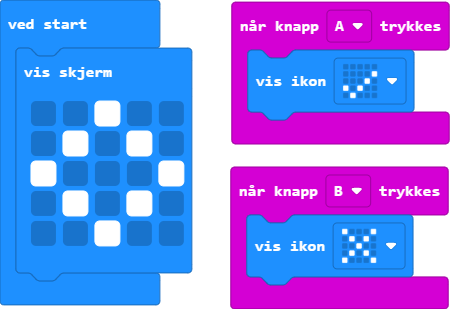 ved start
vis skjerm
når knapp A trykkes
vis ikon
når knapp B trykkes
vis ikon